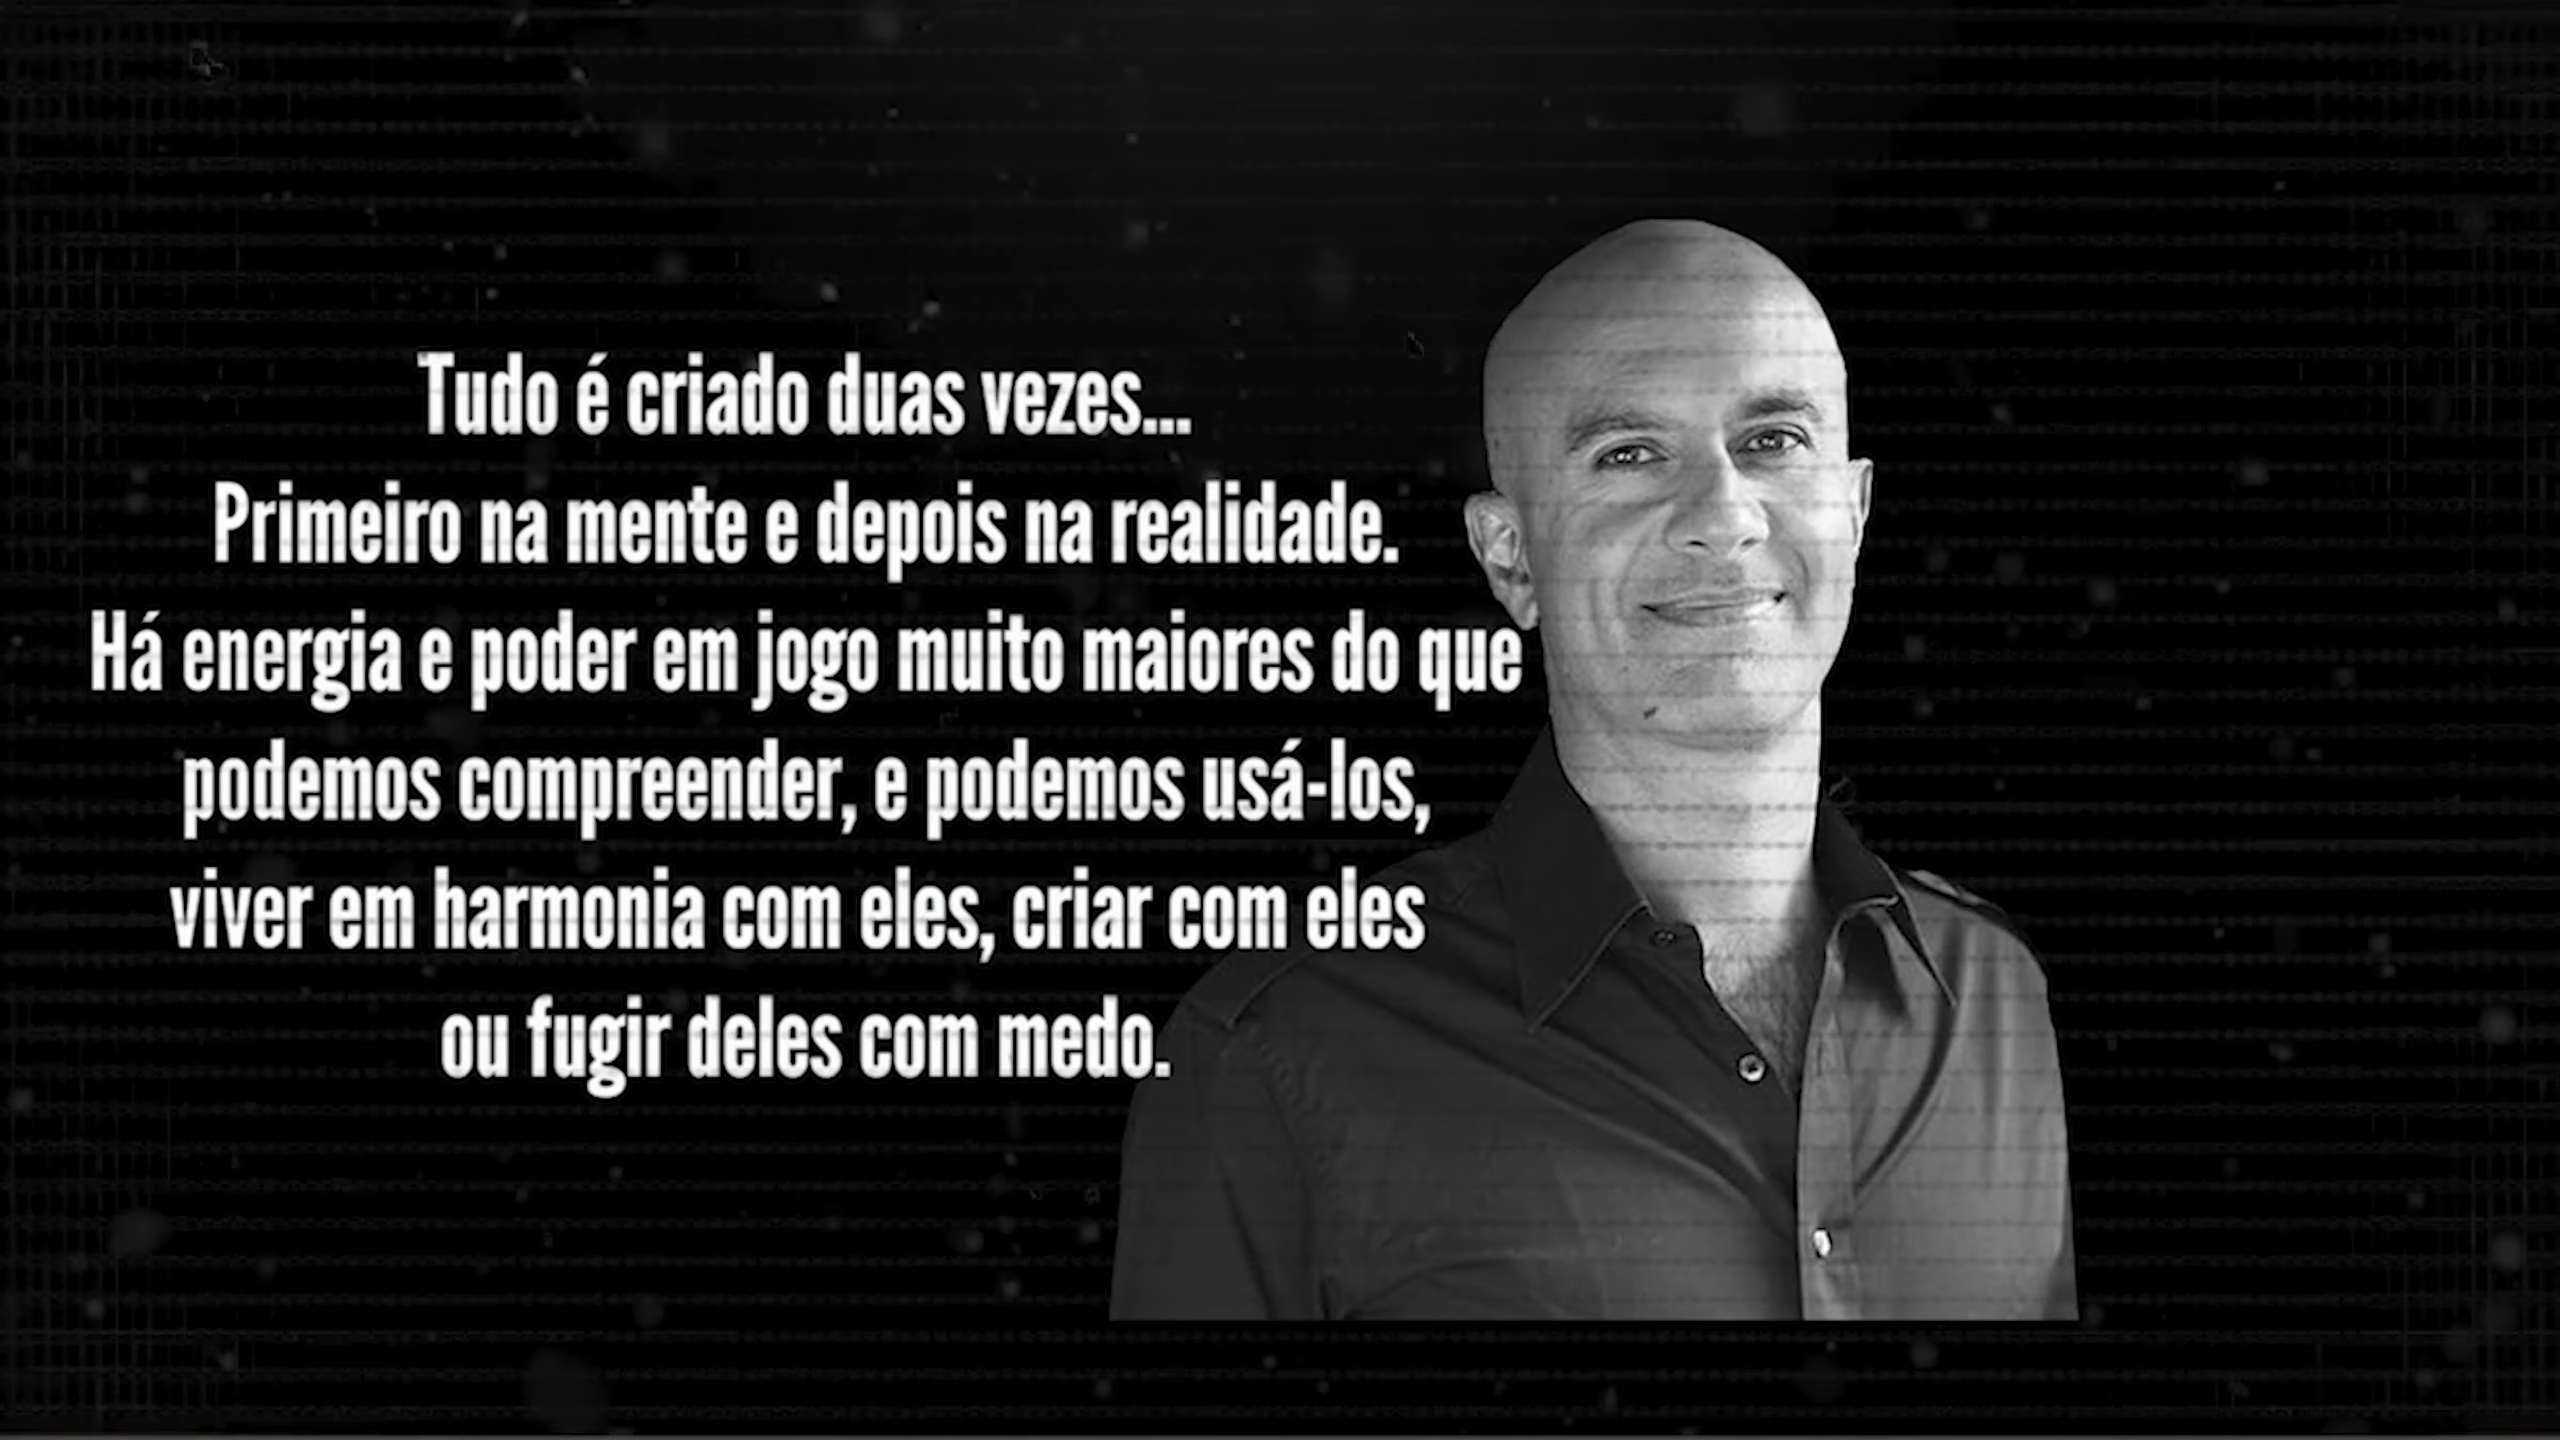 Tudo é criado duas vezes...
Primeiro na mente e depois na realidade.
Há energia e poder em jogo muito maiores do que
podemos compreender, e podemos usá-los,
viver em harmonia com eles, criar com eles
ou fugir deles com medo.